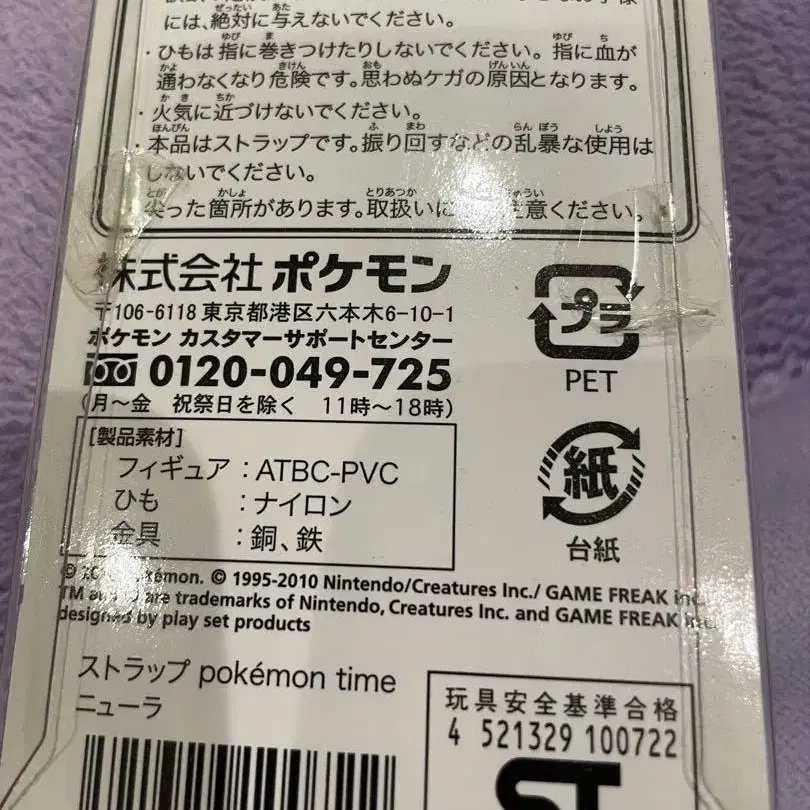 には、絶対に与えないでください。
・ひもは指に巻きつけたりしないでください。指に血が
通わなくなり危険です。思わぬケガの原因となります。
・火気に近づけないでください。
・本品はストラップです。振り回すなどの乱暴な使用は
しないでください。
尖った箇所があります。取扱いに 注意ください。
株式会社 ポケモン
〒106-6118 東京都港区六本木6-10-1
ポケモン カスタマーサポートセンター
0120-049-725
(月～金 祝祭日を除く 11時～18時)
プラ
PET
[製品素材]
フィギュア：ATBC-PVC
ひも ：ナイロン
金具 ：銅、鉄
紙
台紙
© Pokémon. © 1995-2010 Nintendo/Creatures Inc./ GAME FREAK inc.
TM are trademarks of Nintendo, Creatures Inc. and GAME FREAK inc.
designed by play set products
ストラップ pokémon time
ニューラ
玩具安全基準合格
4 521329 100722
ST